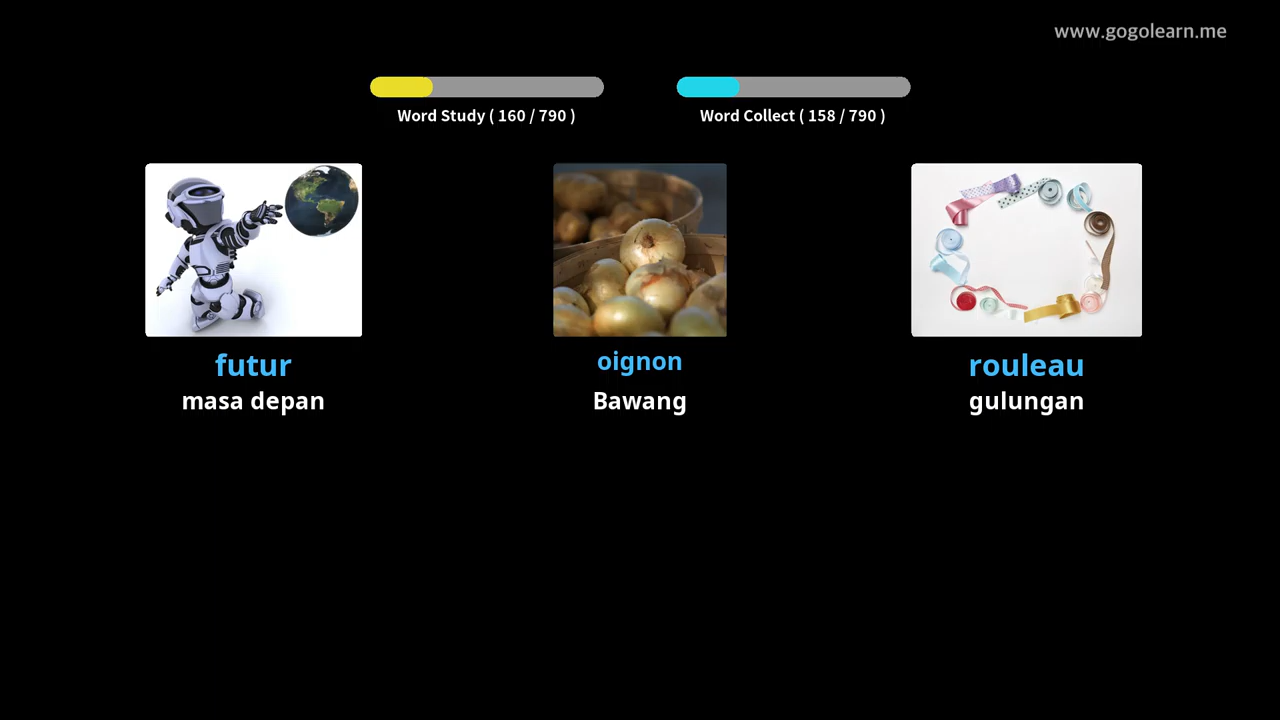 www.gogolearn.me
Word Study ( 160 / 790 )
Word Collect ( 158 / 790 )
futur
oignon
rouleau
masa depan
Bawang
gulungan